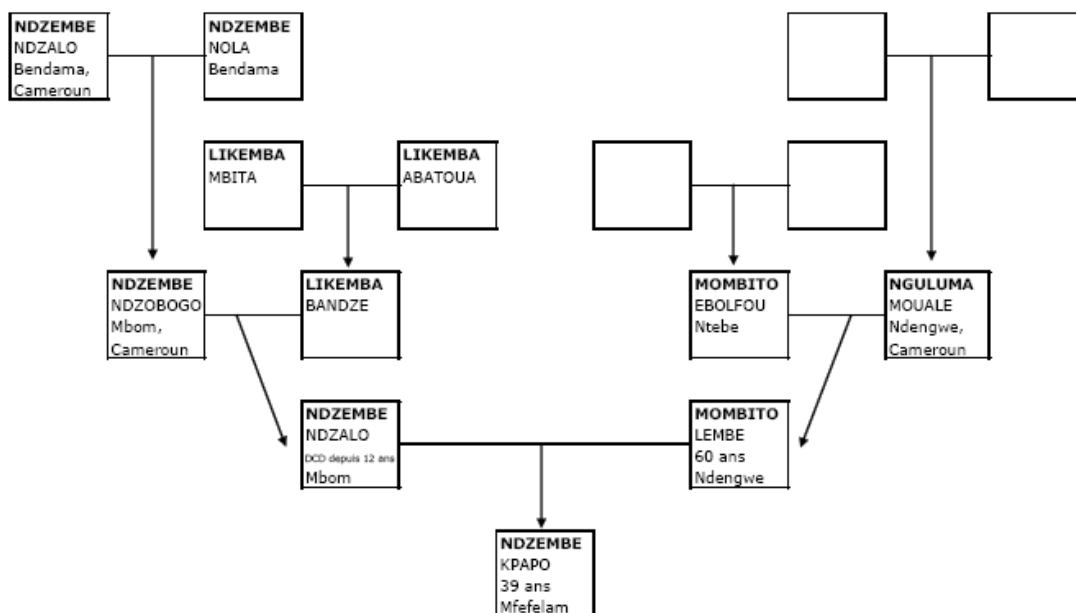 NDZEMBE
NDZALO
Bendama,
Cameroun
NDZEMBE
NOLA
Bendama
LIKEMBA
MBITA
LIKEMBA
ABATOUA
NDZEMBE
NDZOBOGO
Mbom,
Cameroun
LIKEMBA
BANDZE
MOMBITO
EBOLFOU
Ntebe
NGULUMA
MOUALE
Ndengwe,
Cameroun
NDZEMBE
NDZALO
DCD depuis 12 ans
Mbom
MOMBITO
LEMBE
60 ans
Ndengwe
NDZEMBE
KPAPO
39 ans
Mfefelam